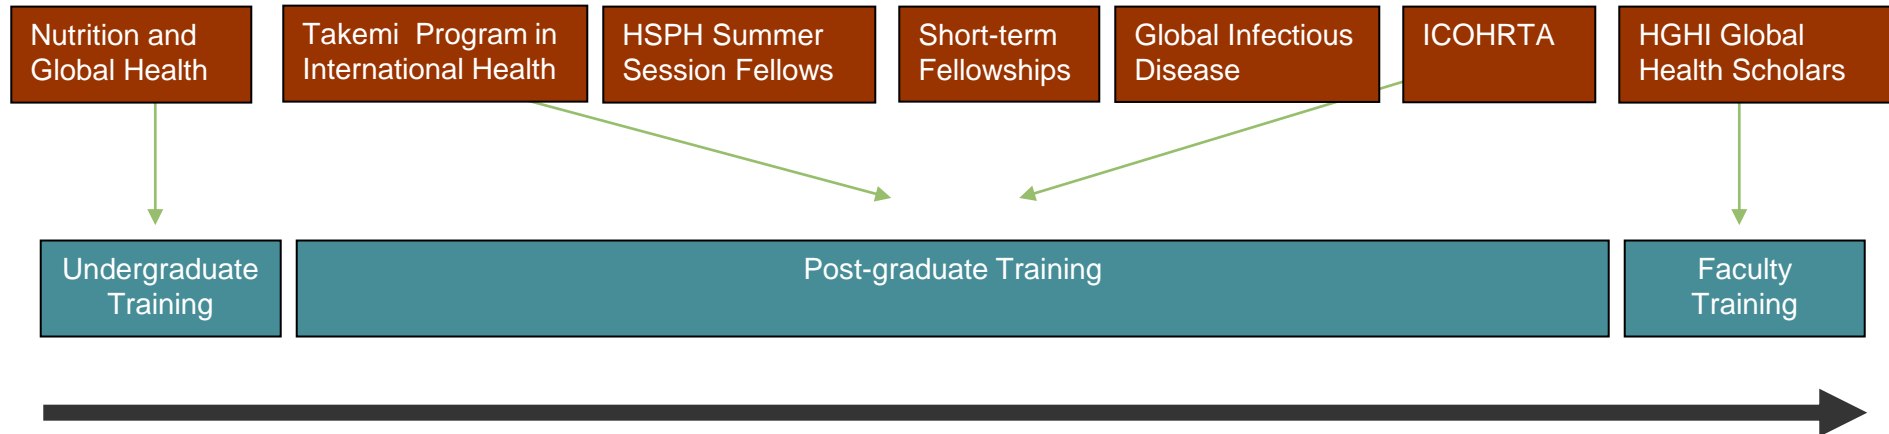 Nutrition and
Global Health
Takemi  Program in
International Health
HSPH Summer
Session Fellows
Short-term
Fellowships
Global Infectious
Disease
ICOHRTA
HGHI Global
Health Scholars
Undergraduate
Training
Post-graduate Training
Faculty
Training